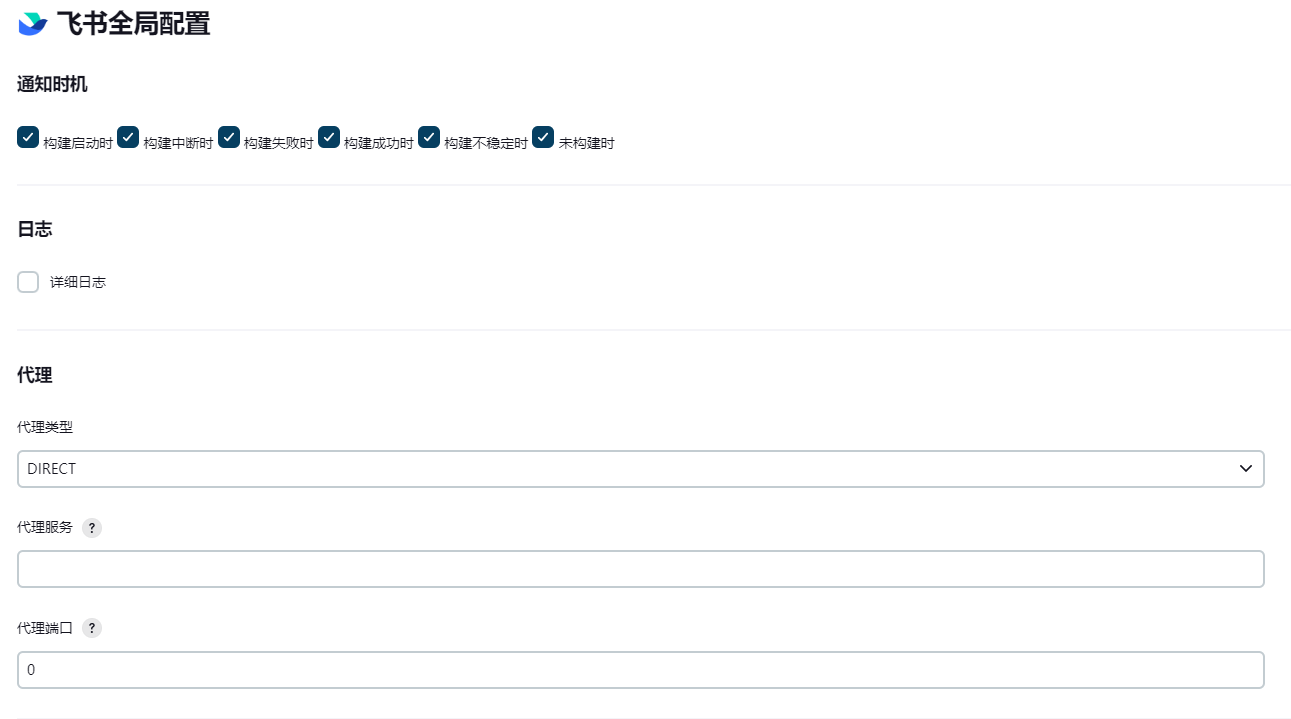 飞书全局配置
通知时机
构建启动时 构建中断时 构建失败时 构建成功时 构建不稳定时 未构建时
日志
详细日志
代理
代理类型
DIRECT
代理服务 ?
代理端口 ?
0